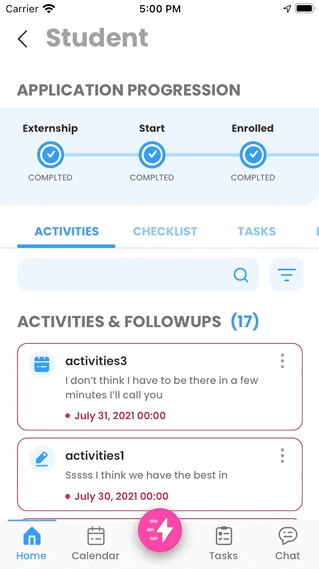 Carrier 5:00 PM
Student
APPLICATION PROGRESSION
Externship Start Enrolled
COMPLTED COMPLTED COMPLTED
ACTIVITIES CHECKLIST TASKS
ACTIVITIES & FOLLOWUPS (17)
activities3
I don't think I have to be there in a few
minutes I'll call you
July 31, 2021 00:00
activities1
Sssss I think we have the best in
July 30, 2021 00:00
Home Calendar Tasks Chat